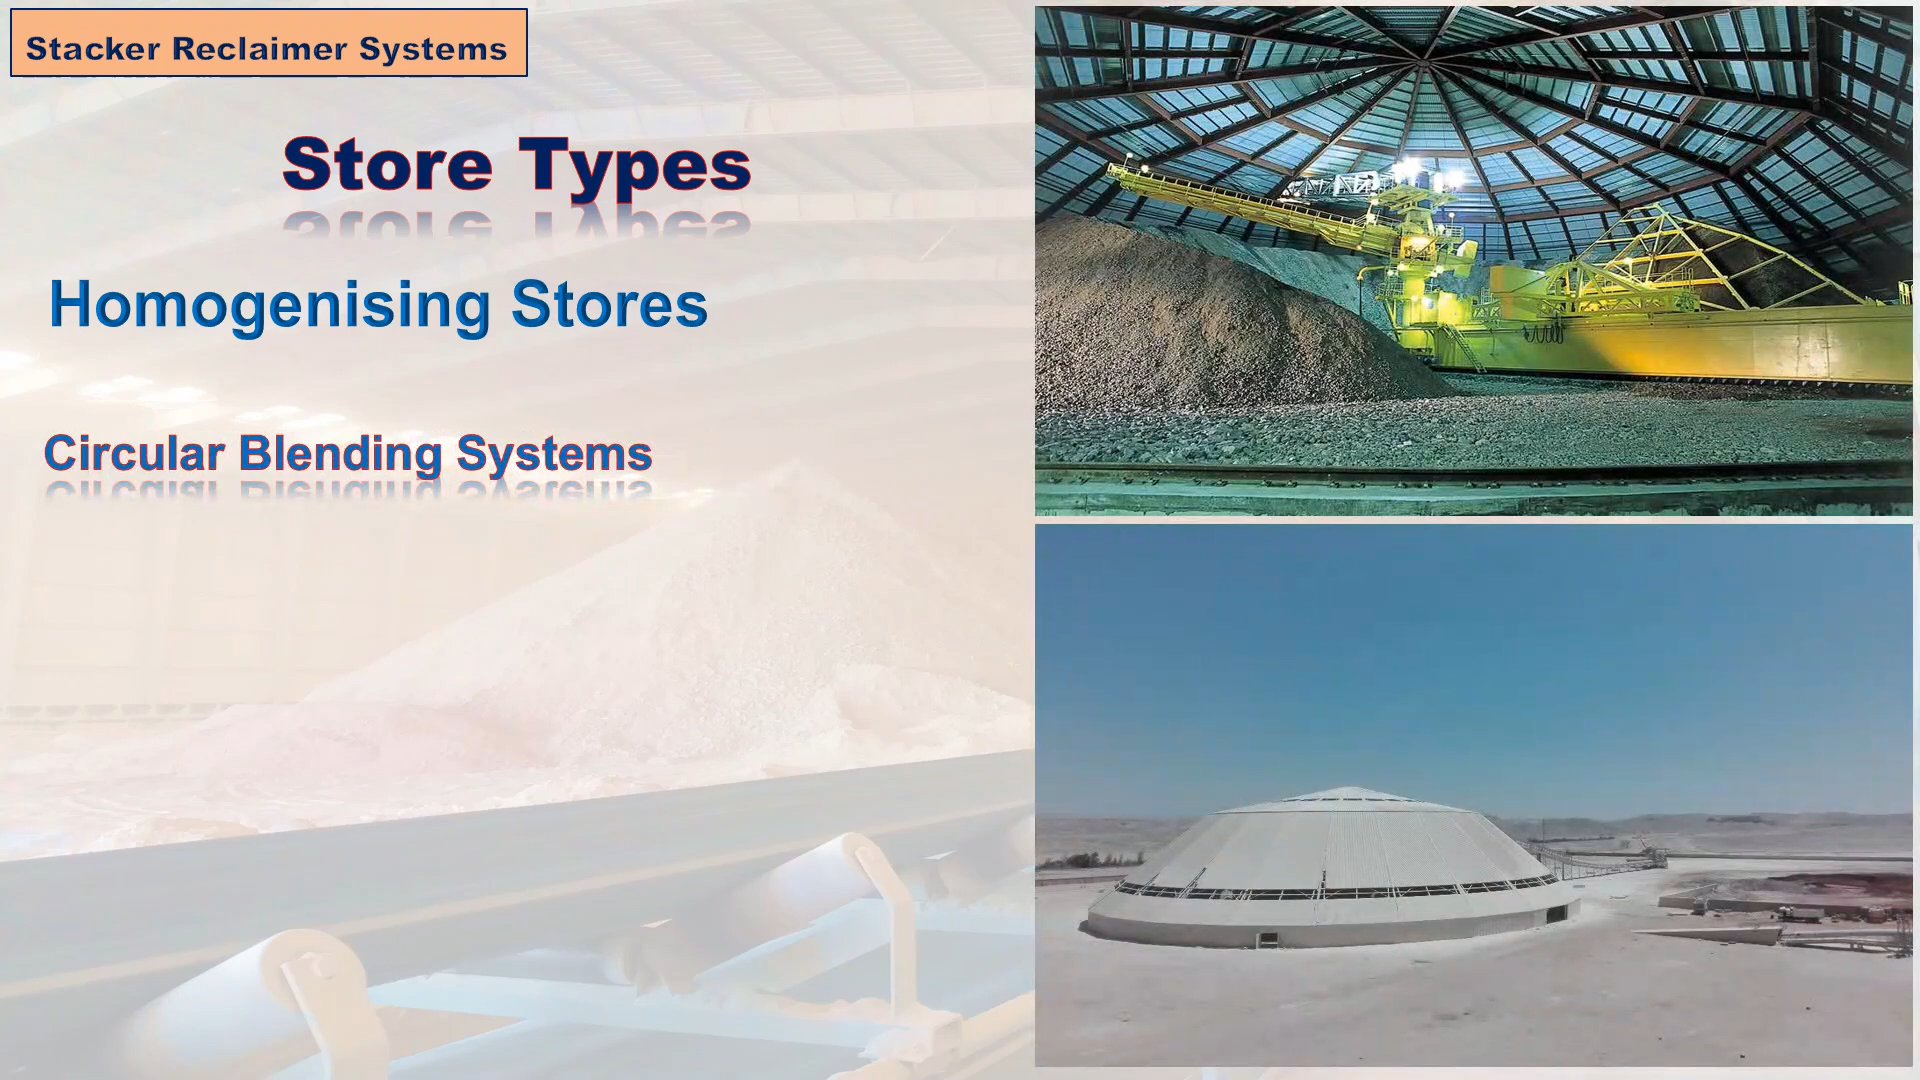 Stacker Reclaimer Systems
Store Types
Homogenising Stores
Circular Blending Systems